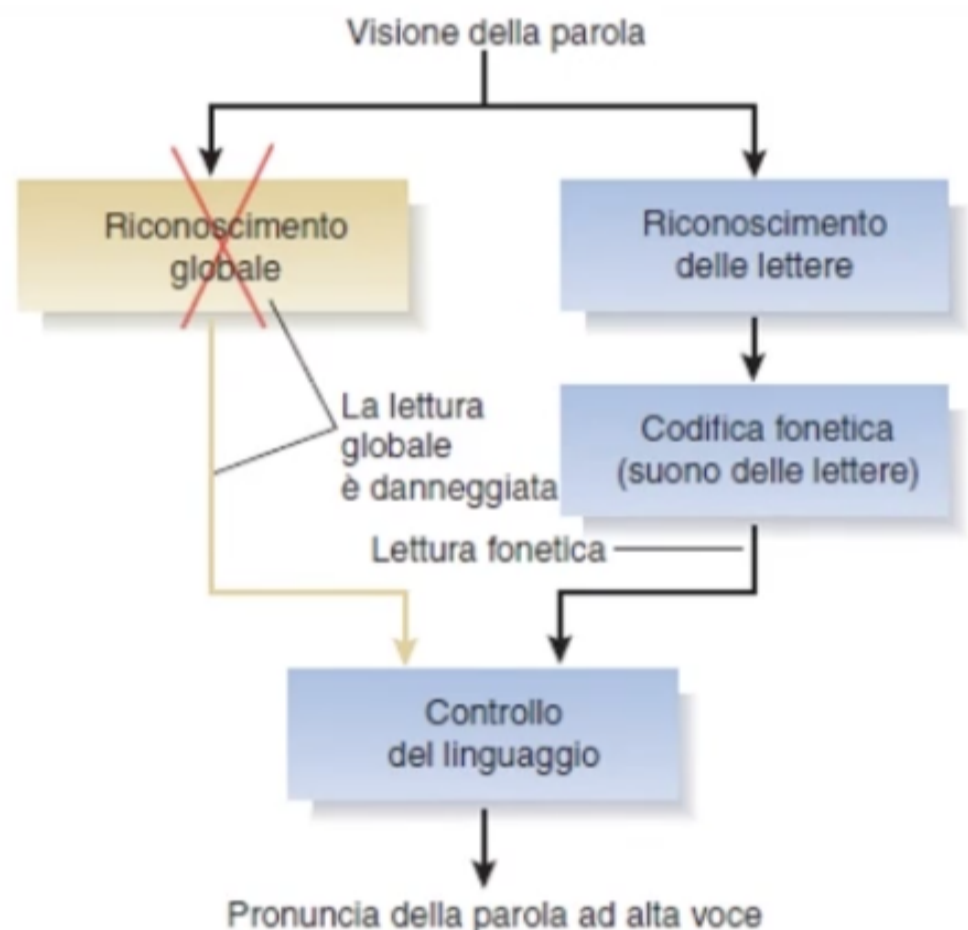 Visione della parola
Riconoscimento
globale
Riconoscimento
delle lettere
La lettura
globale
è danneggiata
Codifica fonetica
(suono delle lettere)
Lettura fonetica
Controllo
del linguaggio
Pronuncia della parola ad alta voce